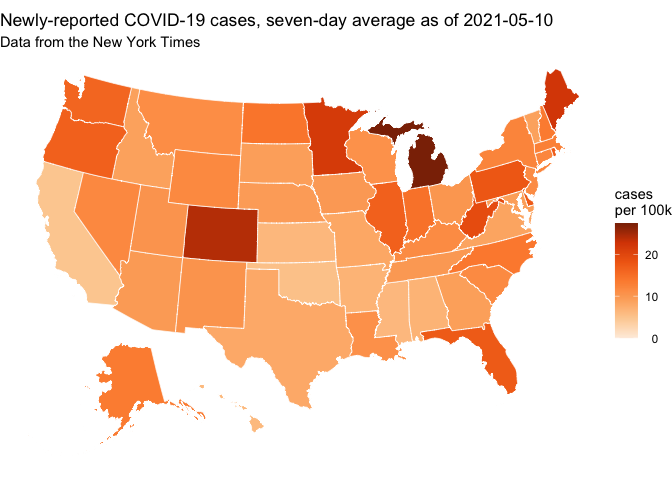 Newly-reported COVID-19 cases, seven-day average as of 2021-05-10
Data from the New York Times
cases
per 100k
20
10
0